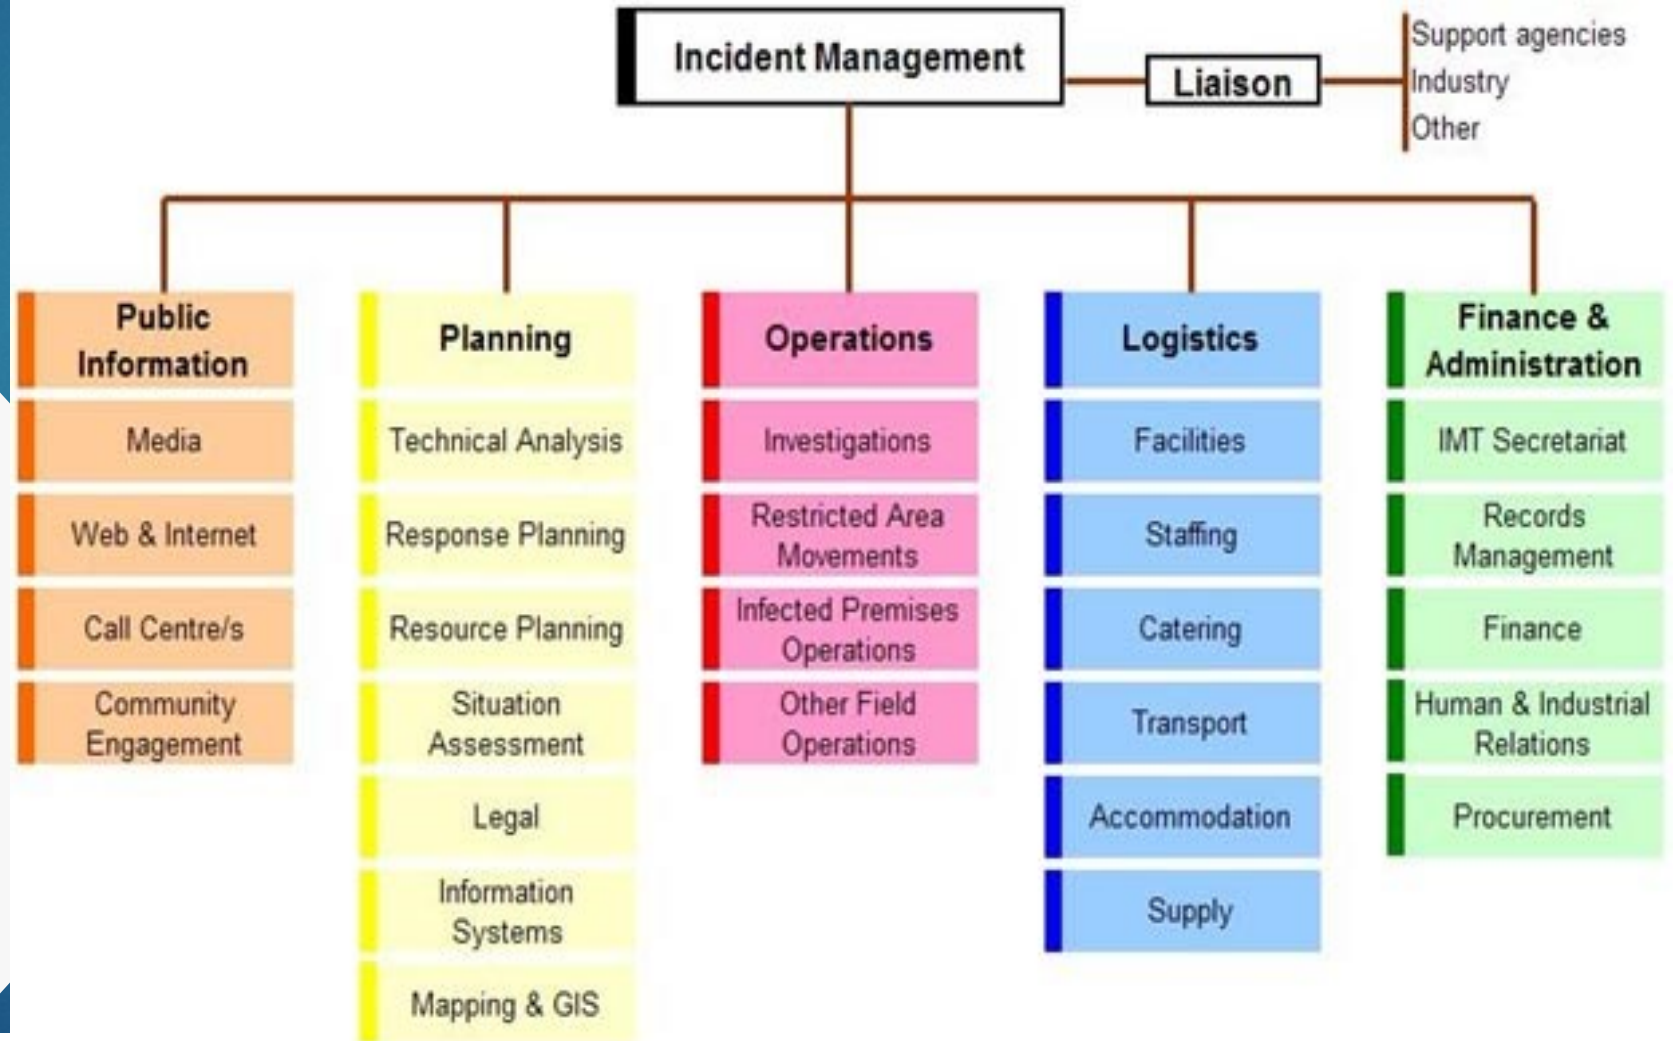 Incident Management
Liaison
Support agencies
Industry
Other
Public
Information
Media
Web & Internet
Call Centre/s
Community
Engagement
Planning
Technical Analysis
Response Planning
Resource Planning
Situation
Assessment
Legal
Information
Systems
Mapping & GIS
Operations
Investigations
Restricted Area
Movements
Infected Premises
Operations
Other Field
Operations
Logistics
Facilities
Staffing
Catering
Transport
Accommodation
Supply
Finance &
Administration
IMT Secretariat
Records
Management
Finance
Human & Industrial
Relations
Procurement